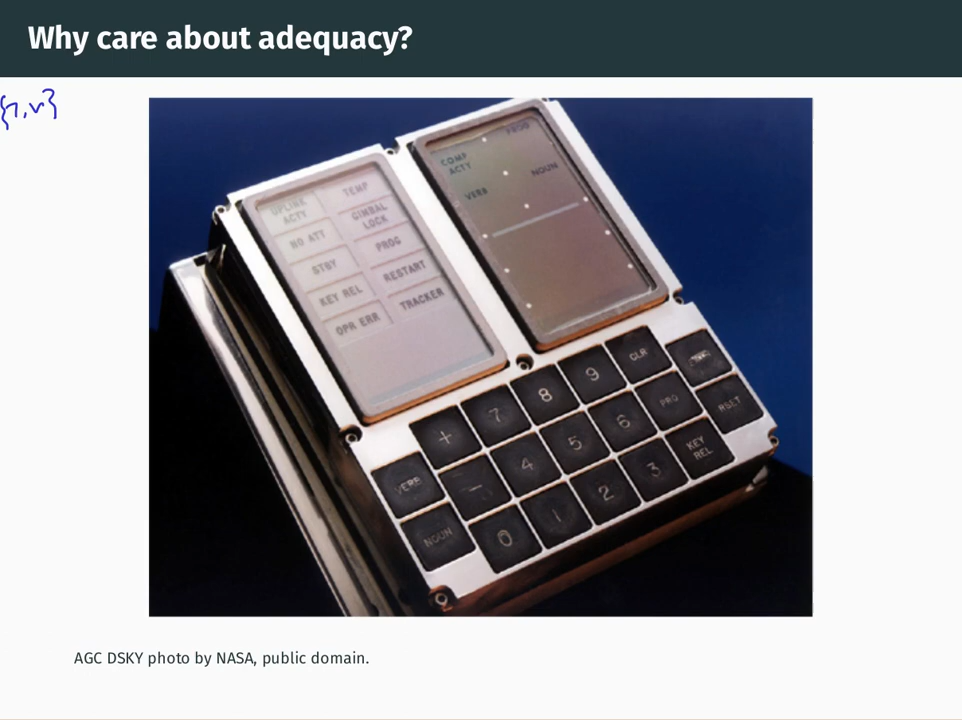 Why care about adequacy?
{¬,∨}
UPLINK ACTY
TEMP
NO ATT
GIMBAL LOCK
STBY
PROG
KEY REL
RESTART
OPR ERR
TRACKER
COMP ACTY
PROG
VERB
NOUN
+ 7 8 9 CLR
VERB - 4 5 6 PRO KEY REL RSET
NOUN 0 1 2 3
AGC DSKY photo by NASA, public domain.